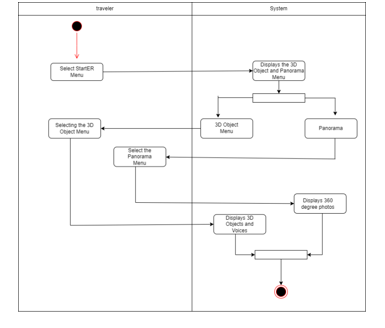 traveler
System
Select StartER
Menu
Displays the 3D
Object and Panorama
Menu
Selecting the 3D
Object Menu
3D Object
Menu
Panorama
Select the
Panorama
Menu
Displays 360
degree photos
Displays 3D
Objects and
Voices